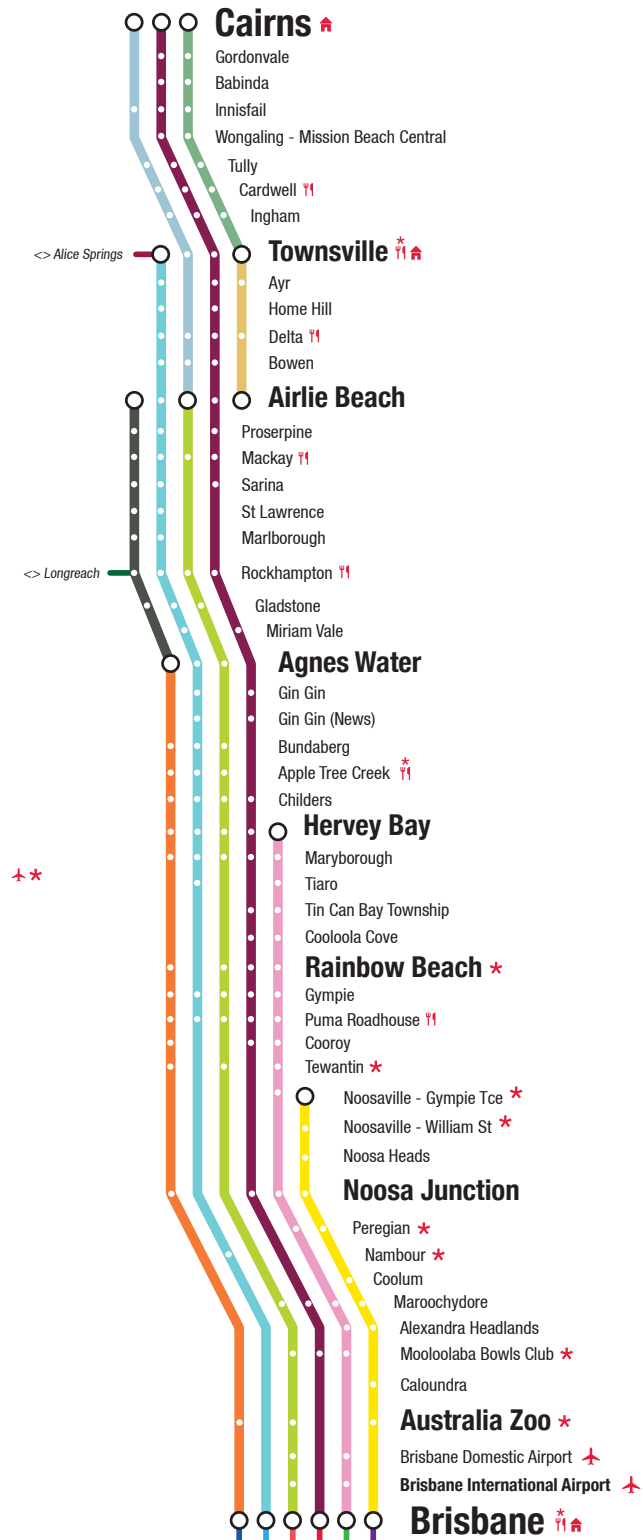 Cairns
Gordonvale
Babinda
Innisfail
Wongaling - Mission Beach Central
Tully
Cardwell
Ingham
<> Alice Springs
Townsville
Ayr
Home Hill
Delta
Bowen
Airlie Beach
Proserpine
Mackay
Sarina
St Lawrence
Marlborough
<> Longreach
Rockhampton
Gladstone
Miriam Vale
Agnes Water
Gin Gin
Gin Gin (News)
Bundaberg
Apple Tree Creek
Childers
Hervey Bay
Maryborough
Tiaro
Tin Can Bay Township
Cooloola Cove
Rainbow Beach *
Gympie
Puma Roadhouse
Cooroy
Tewantin *
Noosaville - Gympie Tce *
Noosaville - William St *
Noosa Heads
Noosa Junction
Peregian *
Nambour *
Coolum
Maroochydore
Alexandra Headlands
Mooloolaba Bowls Club *
Caloundra
Australia Zoo *
Brisbane Domestic Airport
Brisbane International Airport
Brisbane